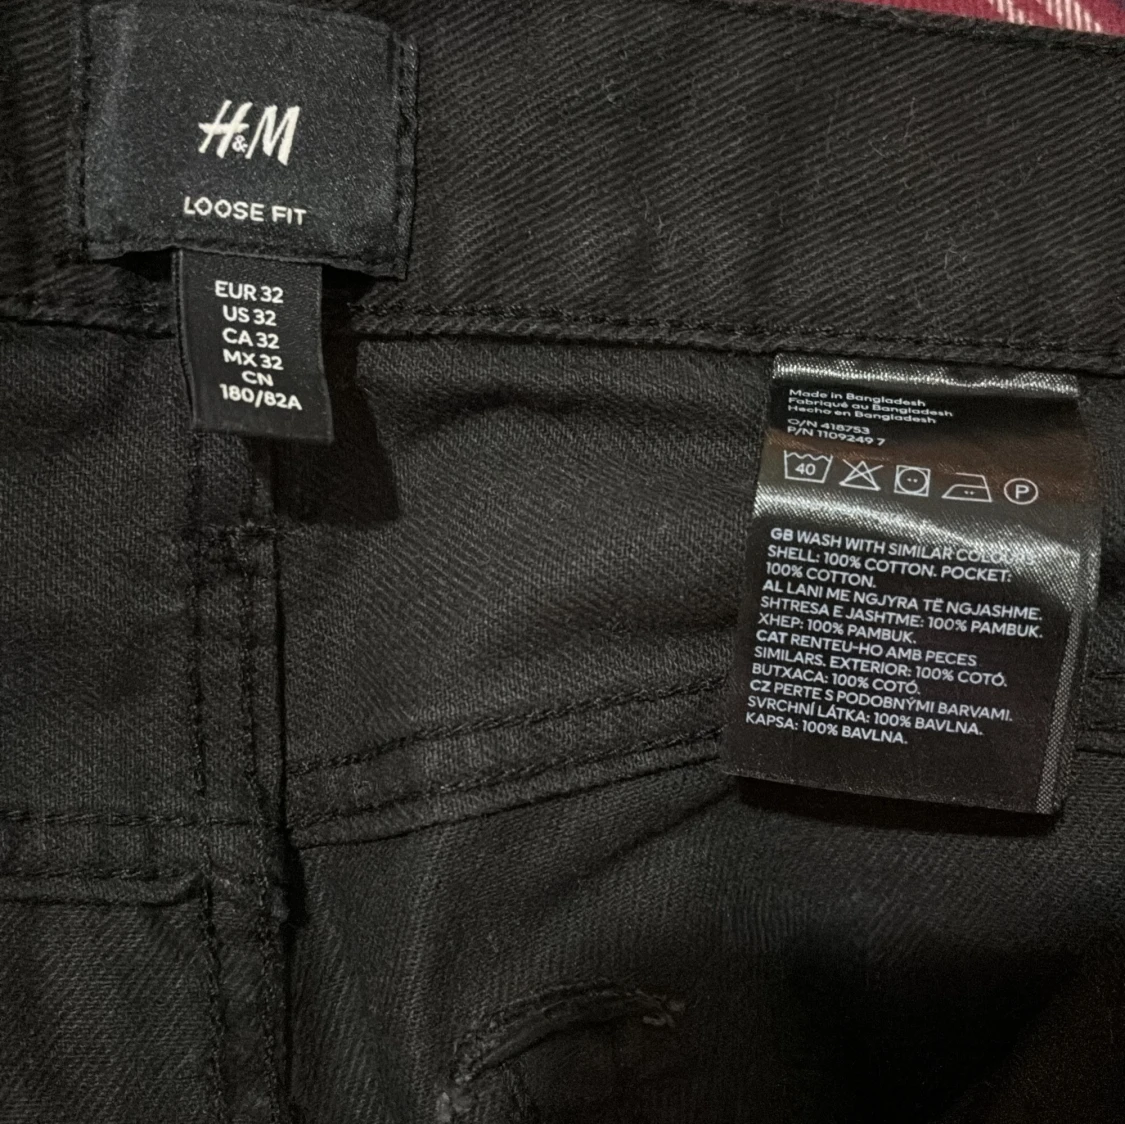 H&M
LOOSE FIT
EUR 32
US 32
CA 32
MX 32
CN
180/82A
Made in Bangladesh
Fabriqué au Bangladesh
Hecho en Bangladesh
O/N 418753
P/N 1109249 7
40 P
GB WASH WITH SIMILAR COLOURS
SHELL: 100% COTTON. POCKET:
100% COTTON.
AL LANI ME NGJYRA TË NGJASHME.
SHTRESA E JASHTME: 100% PAMBUK.
XHEP: 100% PAMBUK.
CAT RENTEU-HO AMB PECES
SIMILARS. EXTERIOR: 100% COTÓ.
BUTXACA: 100% COTÓ.
CZ PERTE S PODOBNÝMI BARVAMI.
SVRCHNÍ LÁTKA: 100% BAVLNA.
KAPSA: 100% BAVLNA.